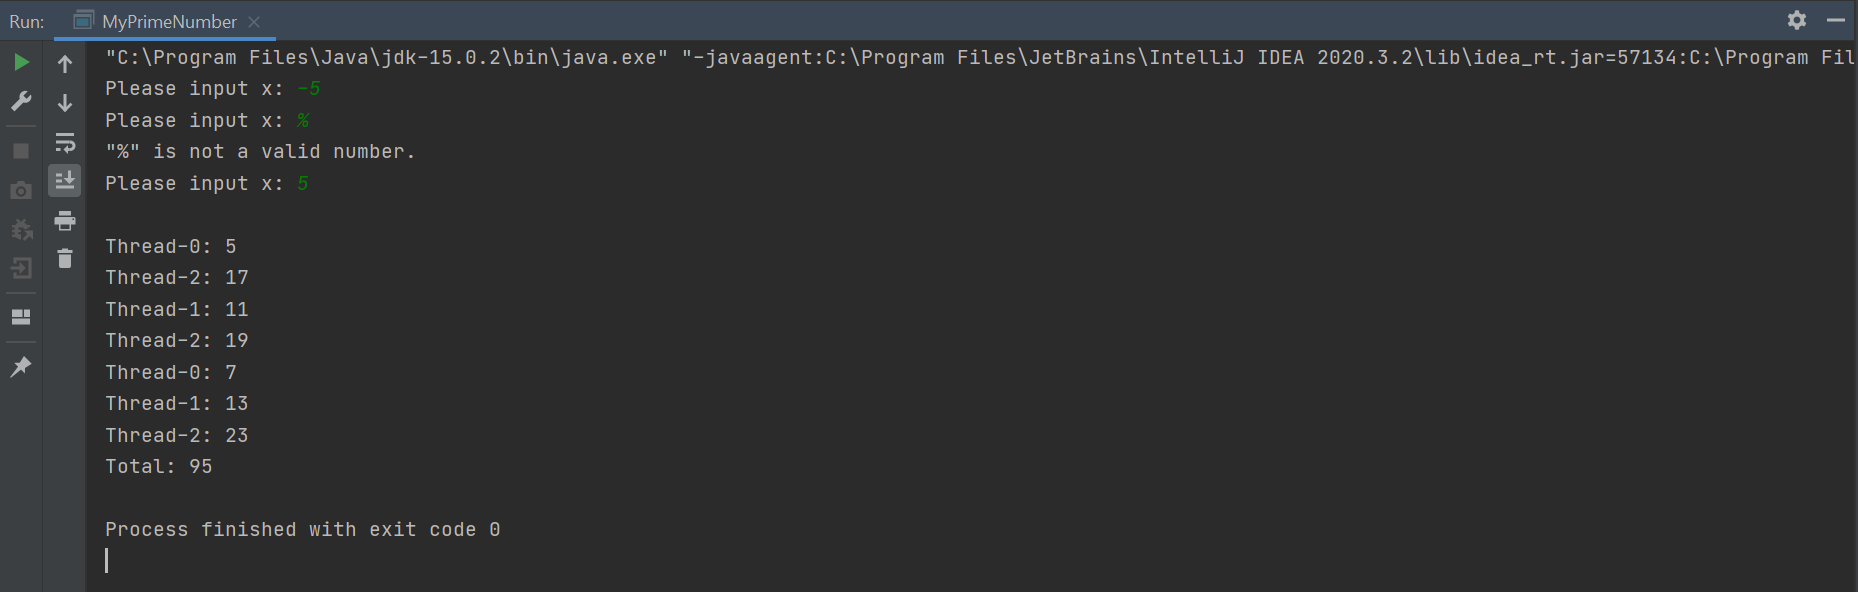 Run: MyPrimeNumber
"C:\Program Files\Java\jdk-15.0.2\bin\java.exe" "-javaagent:C:\Program Files\JetBrains\IntelliJ IDEA 2020.3.2\lib\idea_rt.jar=57134:C:\Program Fil
Please input x: -5
Please input x: %
"%" is not a valid number.
Please input x: 5
Thread-0: 5
Thread-2: 17
Thread-1: 11
Thread-2: 19
Thread-0: 7
Thread-1: 13
Thread-2: 23
Total: 95
Process finished with exit code 0